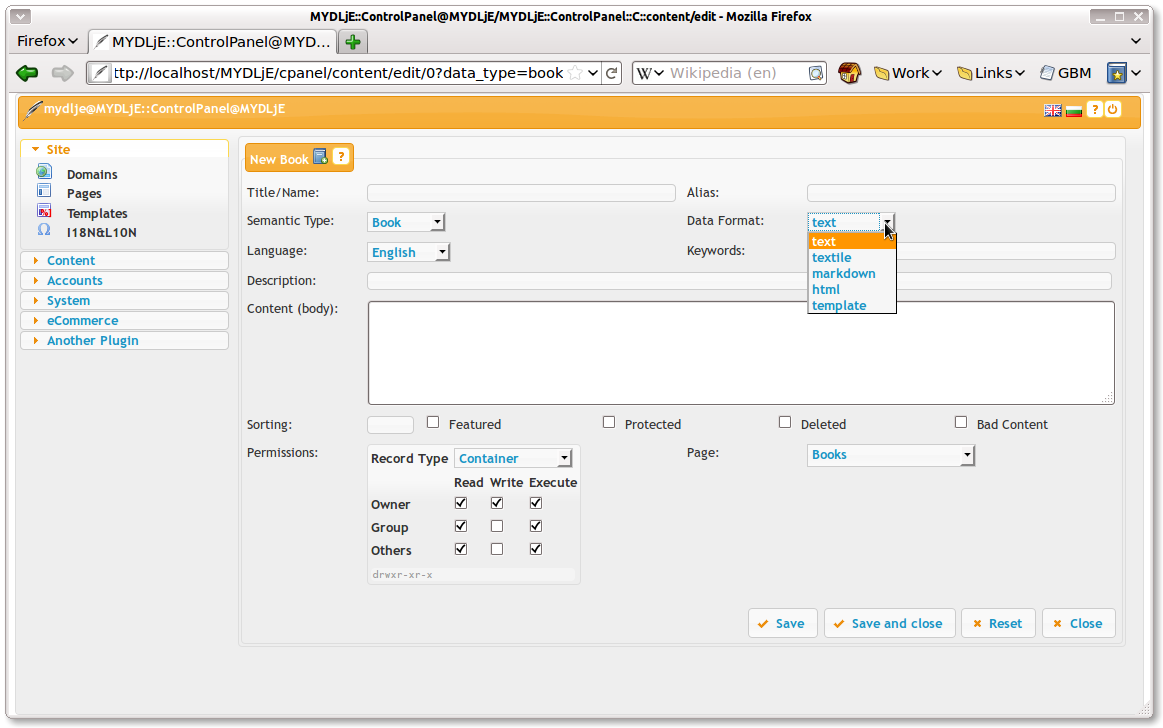 MYDLjE::ControlPanel@MYDLjE/MYDLjE::ControlPanel::C::content/edit - Mozilla Firefox
Firefox
MYDLjE::ControlPanel@MYD...
ttp://localhost/MYDLjE/cpanel/content/edit/0?data_type=book
W Wikipedia (en)
Work
Links
GBM
mydlje@MYDLjE::ControlPanel@MYDLjE
?
Site
Domains
Pages
Templates
I18N&L10N
Content
Accounts
System
eCommerce
Another Plugin
New Book ?
Title/Name: Alias:
Semantic Type: Book Data Format: text
text
textile
markdown
html
template
Language: English Keywords:
Description:
Content (body):
Sorting: Featured Protected Deleted Bad Content
Permissions: Record Type Container Page: Books
Read Write Execute
Owner
Group
Others
drwxr-xr-x
Save Save and close Reset Close